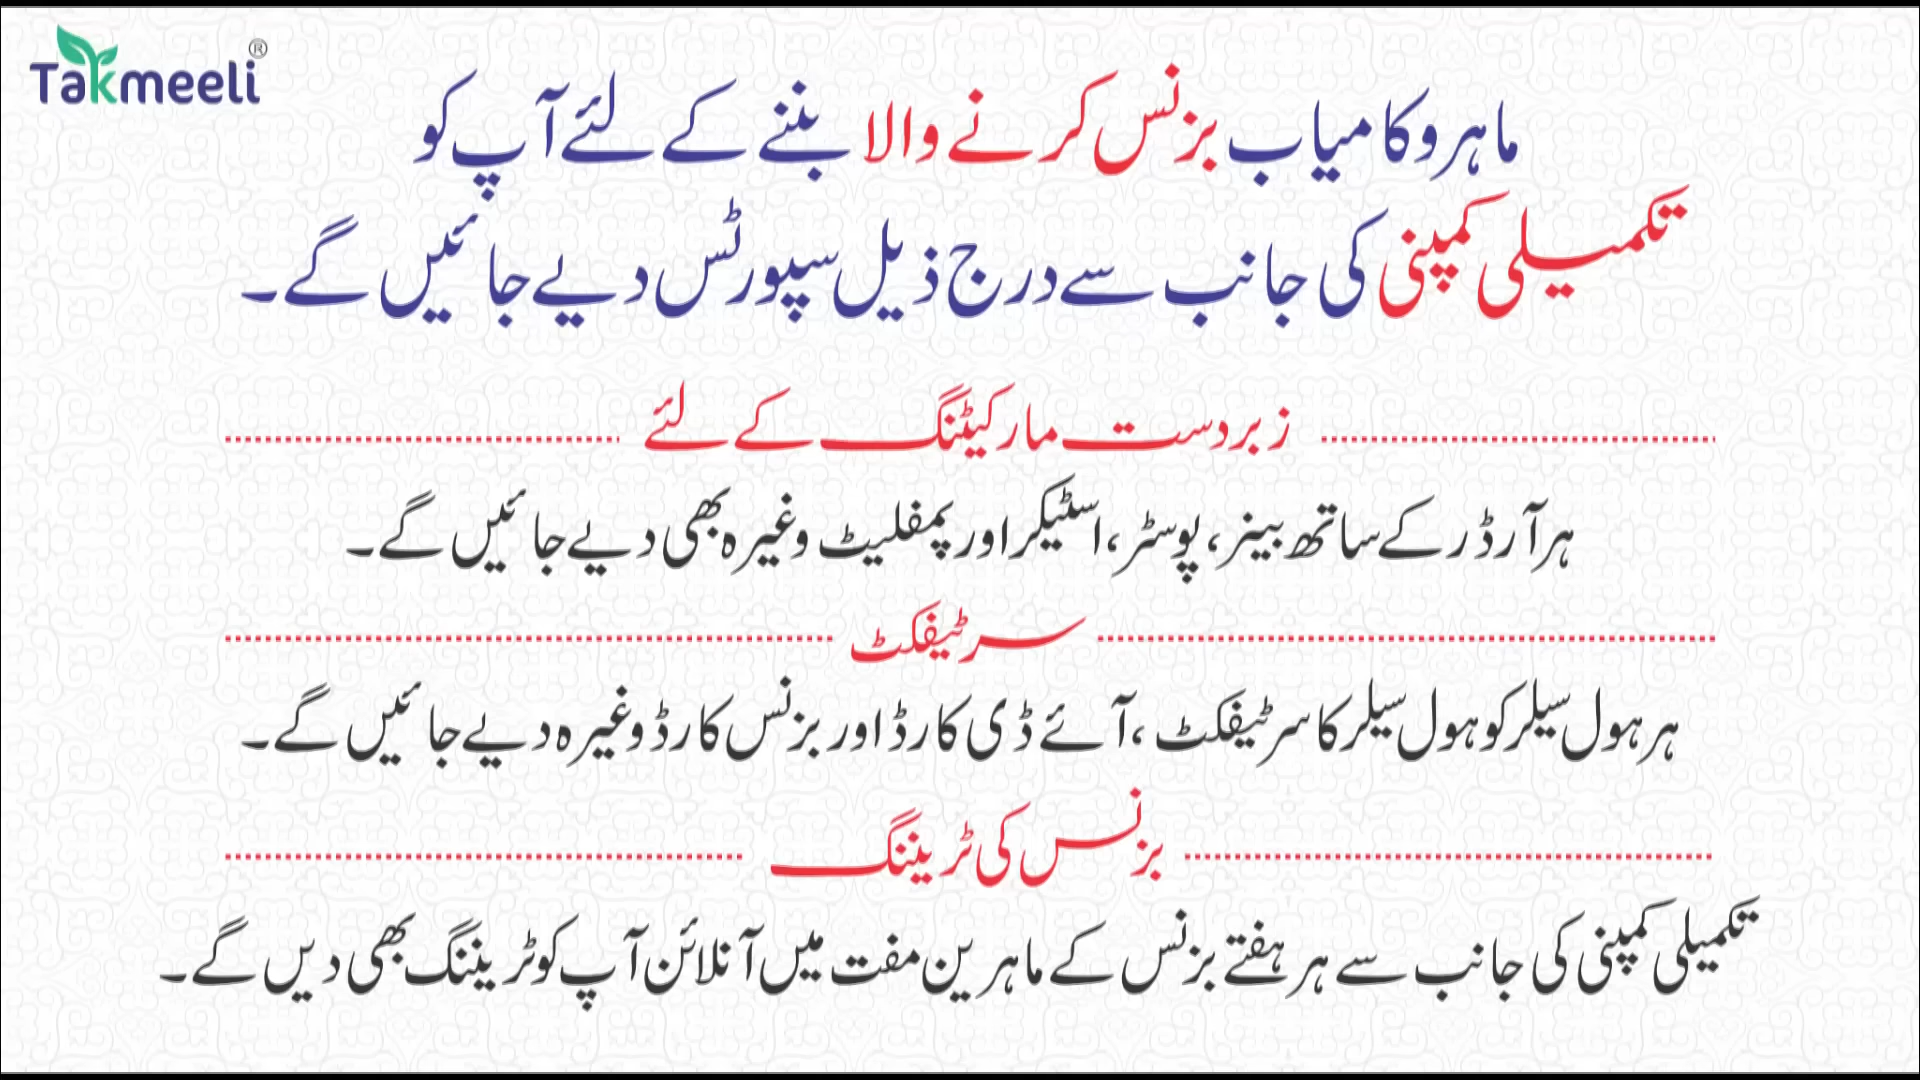 Takmeeli®
ماہر و کامیاب بزنس کرنے والا بننے کے لئے آپ کو
تکمیلی کمپنی کی جانب سے درج ذیل سپورٹس دیے جائیں گے۔
زبردست مارکیٹنگ کے لئے
ہر آرڈر کے ساتھ بینر، پوسٹر، اسٹیکر اور پمفلیٹ وغیرہ بھی دیے جائیں گے۔
سرٹیفکٹ
ہر ہول سیلر کو ہول سیلر کا سرٹیفکٹ، آئے ڈی کارڈ اور بزنس کارڈ وغیرہ دیے جائیں گے۔
بزنس کی ٹریننگ
تکمیلی کمپنی کی جانب سے ہر ہفتے بزنس کے ماہرین مفت میں آنلائن آپ کو ٹریننگ بھی دیں گے۔